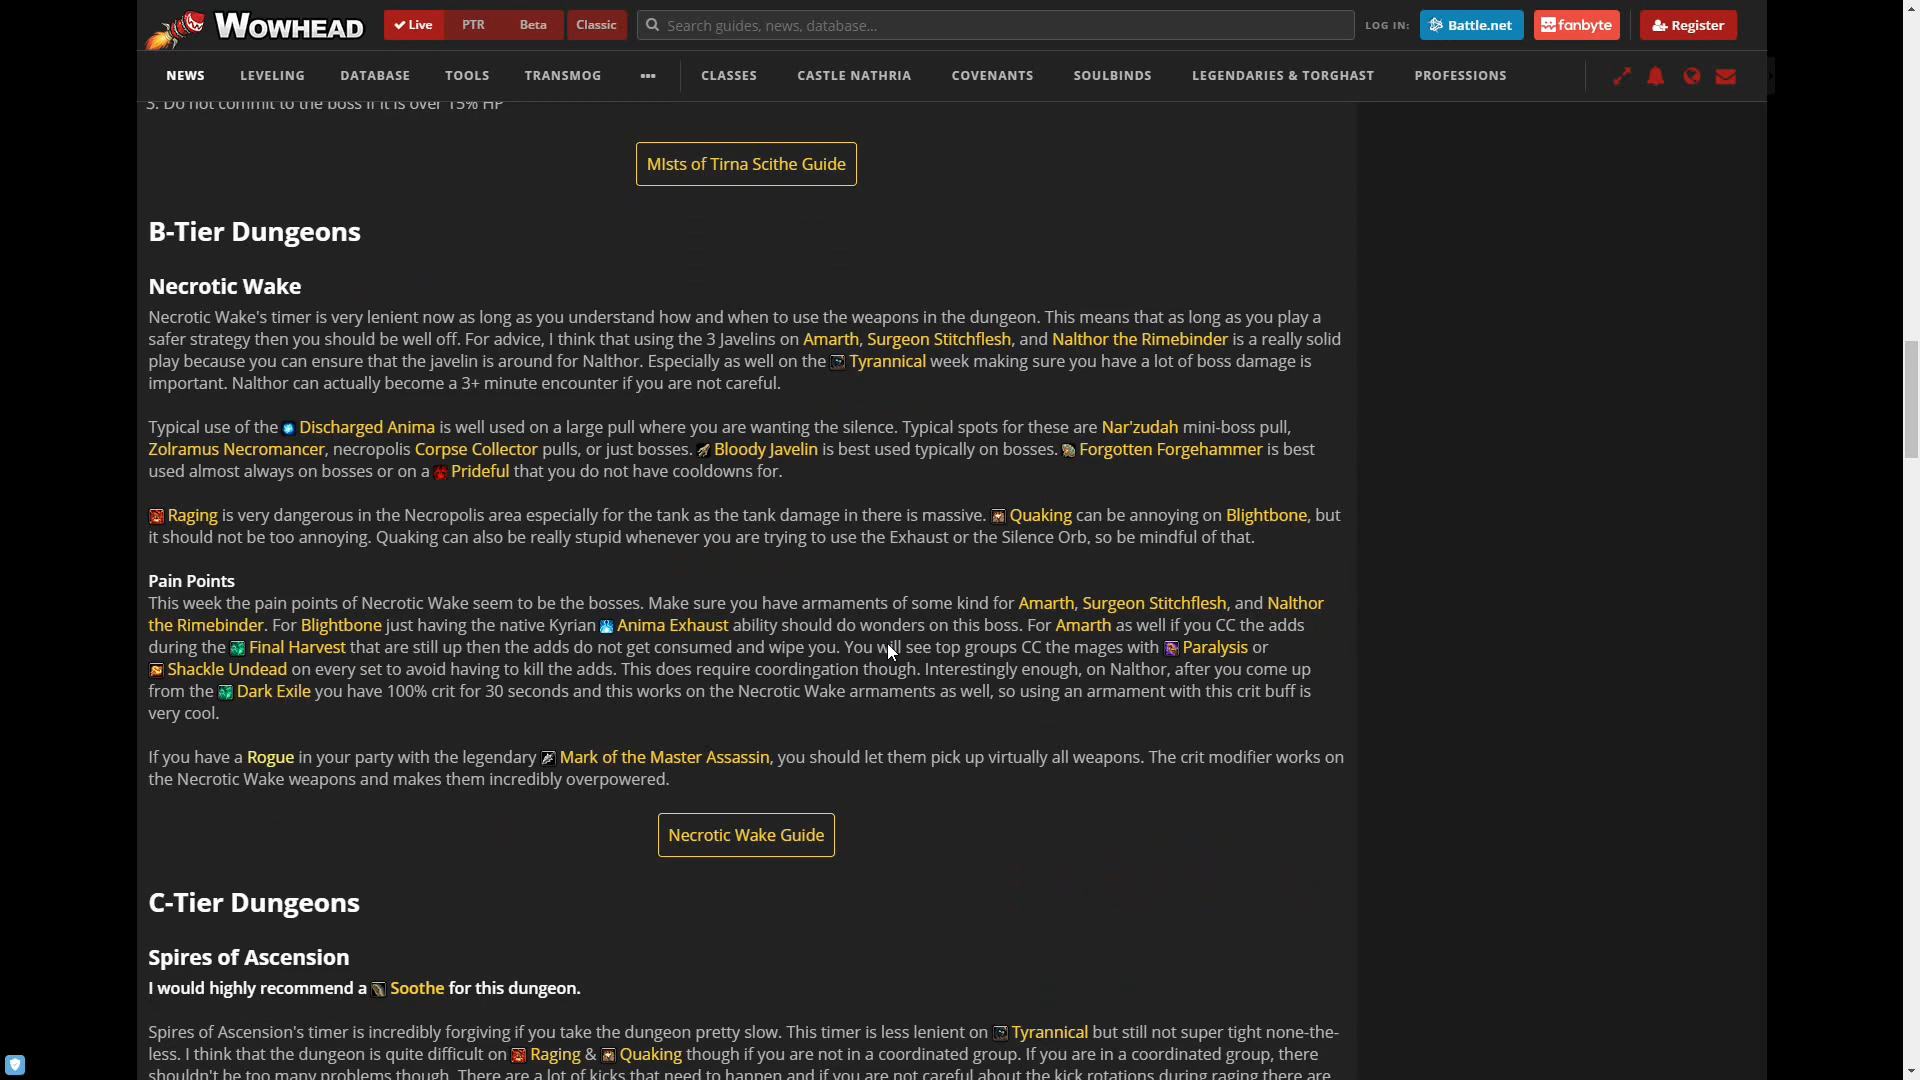 WOWHEAD
Live
PTR
Beta
Classic
Search guides, news, database...
LOG IN:
Battle.net
fanbyte
Register
NEWS
LEVELING
DATABASE
TOOLS
TRANSMOG
•••
CLASSES
CASTLE NATHRIA
COVENANTS
SOULBINDS
LEGENDARIES & TORGHAST
PROFESSIONS
3. Do not commit to the boss if it is over 15% HP
MIsts of Tirna Scithe Guide
B-Tier Dungeons
Necrotic Wake
Necrotic Wake's timer is very lenient now as long as you understand how and when to use the weapons in the dungeon. This means that as long as you play a
safer strategy then you should be well off. For advice, I think that using the 3 Javelins on Amarth, Surgeon Stitchflesh, and Nalthor the Rimebinder is a really solid
play because you can ensure that the javelin is around for Nalthor. Especially as well on the Tyrannical week making sure you have a lot of boss damage is
important. Nalthor can actually become a 3+ minute encounter if you are not careful.
Typical use of the Discharged Anima is well used on a large pull where you are wanting the silence. Typical spots for these are Nar'zudah mini-boss pull,
Zolramus Necromancer, necropolis Corpse Collector pulls, or just bosses. Bloody Javelin is best used typically on bosses. Forgotten Forgehammer is best
used almost always on bosses or on a Prideful that you do not have cooldowns for.
Raging is very dangerous in the Necropolis area especially for the tank as the tank damage in there is massive. Quaking can be annoying on Blightbone, but
it should not be too annoying. Quaking can also be really stupid whenever you are trying to use the Exhaust or the Silence Orb, so be mindful of that.
Pain Points
This week the pain points of Necrotic Wake seem to be the bosses. Make sure you have armaments of some kind for Amarth, Surgeon Stitchflesh, and Nalthor
the Rimebinder. For Blightbone just having the native Kyrian Anima Exhaust ability should do wonders on this boss. For Amarth as well if you CC the adds
during the Final Harvest that are still up then the adds do not get consumed and wipe you. You will see top groups CC the mages with Paralysis or
Shackle Undead on every set to avoid having to kill the adds. This does require coordingation though. Interestingly enough, on Nalthor, after you come up
from the Dark Exile you have 100% crit for 30 seconds and this works on the Necrotic Wake armaments as well, so using an armament with this crit buff is
very cool.
If you have a Rogue in your party with the legendary Mark of the Master Assassin, you should let them pick up virtually all weapons. The crit modifier works on
the Necrotic Wake weapons and makes them incredibly overpowered.
Necrotic Wake Guide
C-Tier Dungeons
Spires of Ascension
I would highly recommend a Soothe for this dungeon.
Spires of Ascension's timer is incredibly forgiving if you take the dungeon pretty slow. This timer is less lenient on Tyrannical but still not super tight none-the-
less. I think that the dungeon is quite difficult on Raging & Quaking though if you are not in a coordinated group. If you are in a coordinated group, there
shouldn't be too many problems though. There are a lot of kicks that need to happen and if you are not careful about the kick rotations during raging there are